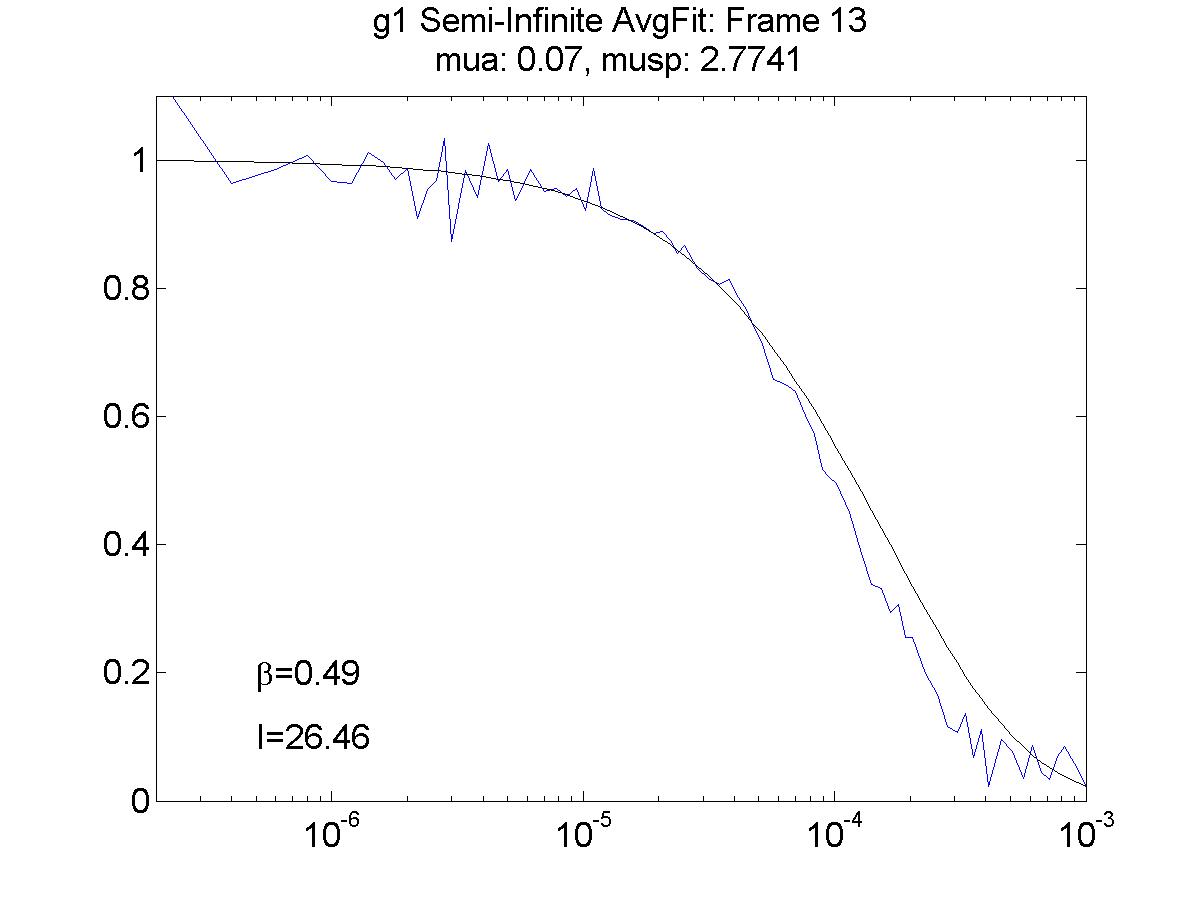 g1 Semi-Infinite AvgFit: Frame 13
mua: 0.07, musp: 2.7741
1
0.8
0.6
0.4
0.2
0
β=0.49
I=26.46
10^-6
10^-5
10^-4
10^-3